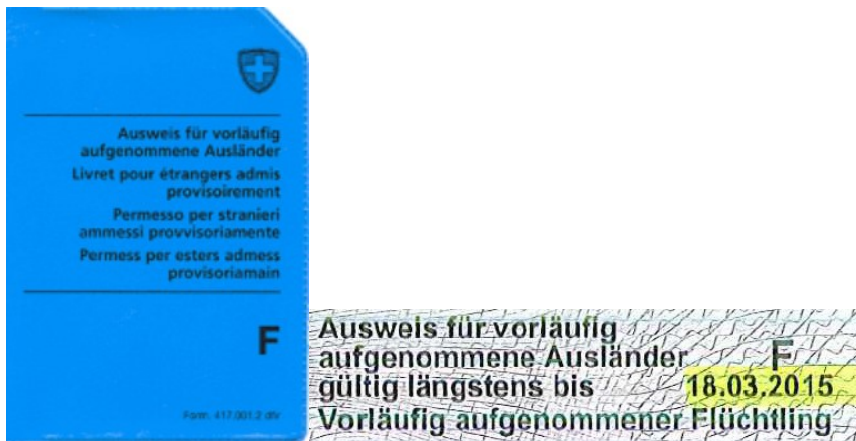 Ausweis für vorläufig
aufgenommene Ausländer
Livret pour étrangers admis
provisoirement
Permesso per stranieri
ammessi provvisoriamente
Permess per esters admess
provisoriamain
F
Form. 417.001.2 dfir
Ausweis für vorläufig
aufgenommene Ausländer F
gültig längstens bis 18.03.2015
Vorläufig aufgenommener Flüchtling